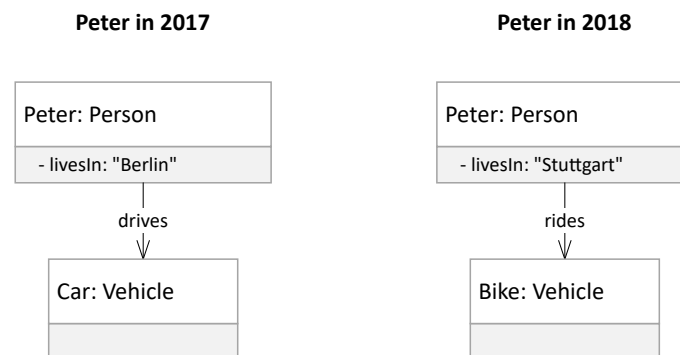 Peter in 2017
Peter: Person
- livesIn: "Berlin"
drives
Car: Vehicle
Peter in 2018
Peter: Person
- livesIn: "Stuttgart"
rides
Bike: Vehicle